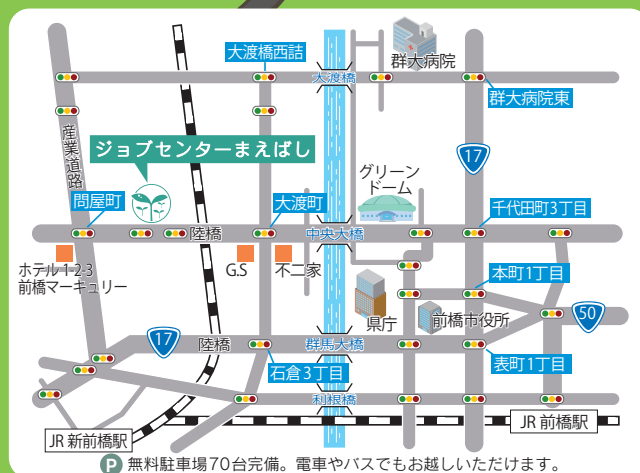 大渡橋西詰
大渡橋
群大病院
群大病院東
産業道路
ジョブセンターまえばし
17
グリーン
ドーム
問屋町
大渡町
千代田町3丁目
陸橋
中央大橋
ホテル1-2-3
前橋マーキュリー
G.S
不二家
本町1丁目
県庁
前橋市役所
50
17
陸橋
群馬大橋
表町1丁目
石倉3丁目
利根橋
JR 新前橋駅
JR 前橋駅
P 無料駐車場70台完備。電車やバスでもお越しいただけます。